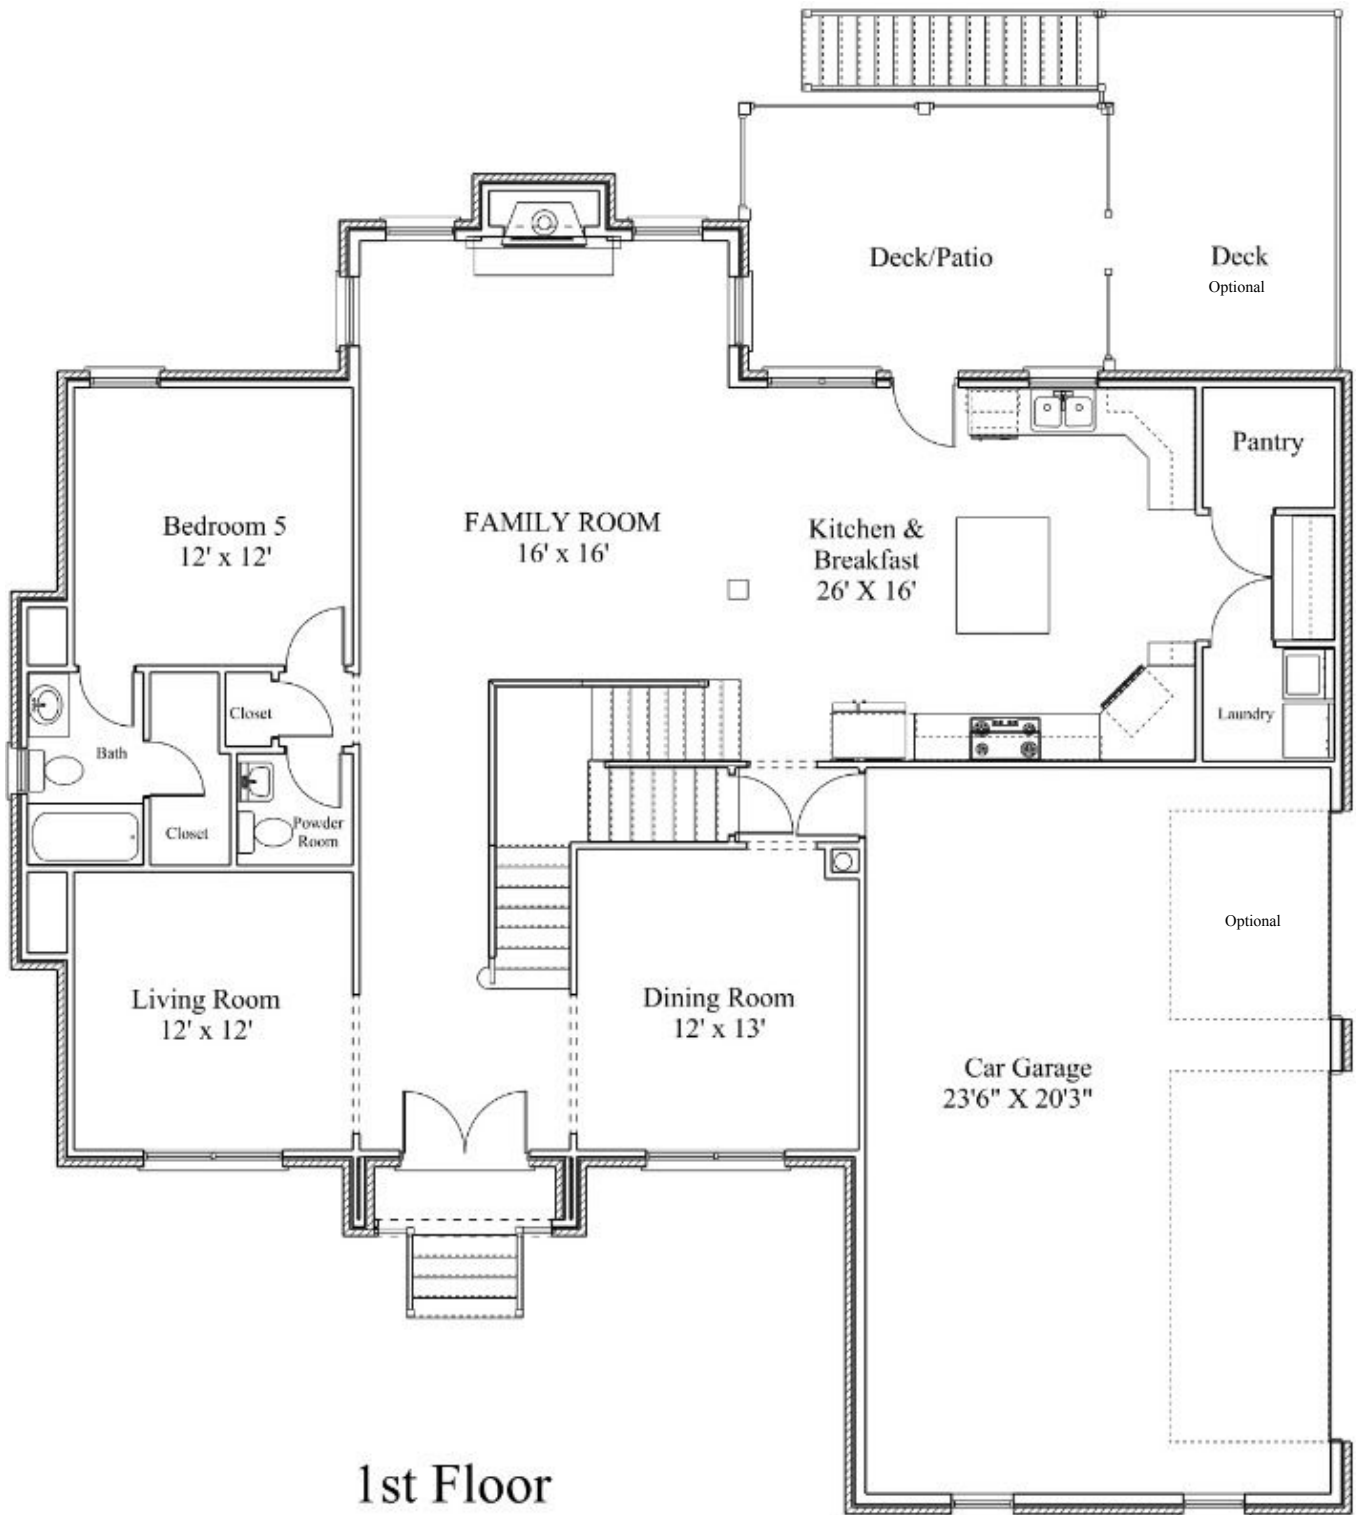 Deck/Patio
Deck
Optional
Pantry
Bedroom 5
12' x 12'
FAMILY ROOM
16' x 16'
Kitchen &
Breakfast
26' X 16'
Closet
Laundry
Bath
Closet
Powder
Room
Optional
Living Room
12' x 12'
Dining Room
12' x 13'
Car Garage
23'6" X 20'3"
1st Floor